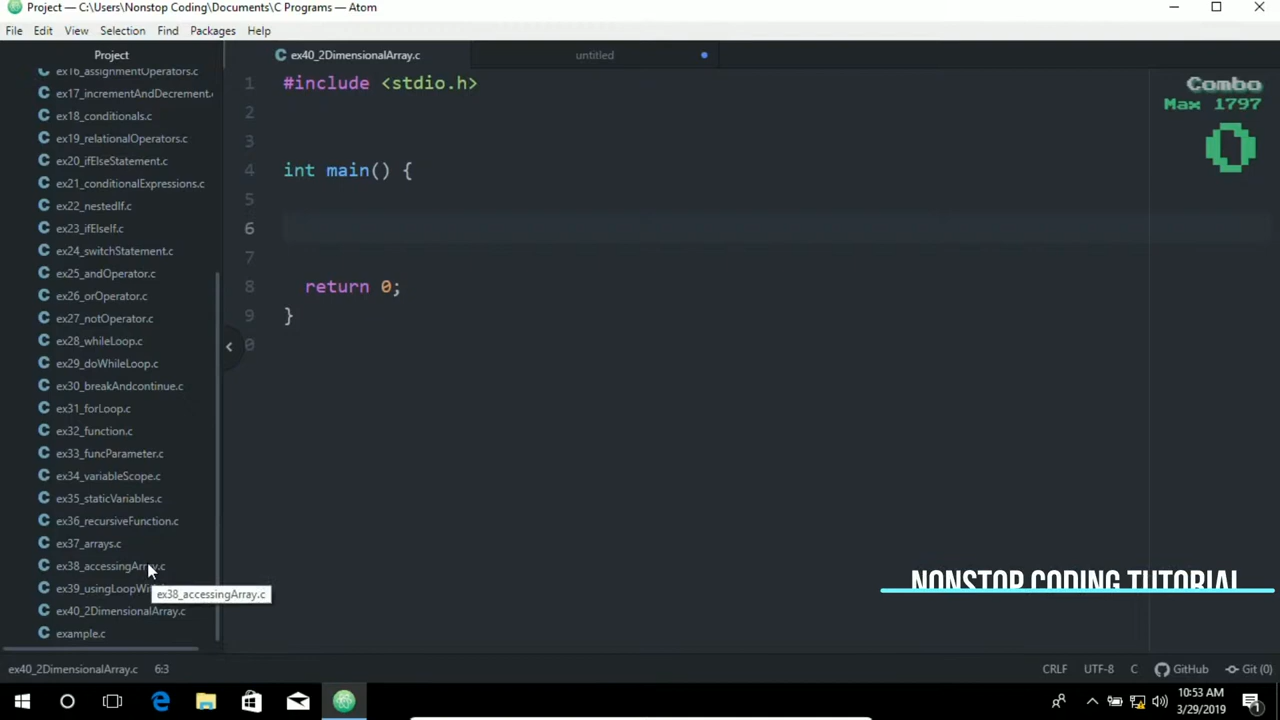 Project — C:\Users\Nonstop Coding\Documents\C Programs — Atom
File Edit View Selection Find Packages Help
Project
ex16_assignmentOperators.c
ex17_incrementAndDecrement.
ex18_conditionals.c
ex19_relationalOperators.c
ex20_ifElseStatement.c
ex21_conditionalExpressions.c
ex22_nestedIf.c
ex23_ifElseIf.c
ex24_switchStatement.c
ex25_andOperator.c
ex26_orOperator.c
ex27_notOperator.c
ex28_whileLoop.c
ex29_doWhileLoop.c
ex30_breakAndcontinue.c
ex31_forLoop.c
ex32_function.c
ex33_funcParameter.c
ex34_variableScope.c
ex35_staticVariables.c
ex36_recursiveFunction.c
ex37_arrays.c
ex38_accessingArray.c
ex39_usingLoopWit
ex38_accessingArray.c
ex40_2DimensionalArray.c
example.c
ex40_2DimensionalArray.c
untitled
1 #include <stdio.h>
2
3
4 int main() {
5
6
7
8 return 0;
9 }
0
Combo
Max 1797
0
NONSTOP CODING TUTORIAL
ex40_2DimensionalArray.c 6:3
CRLF UTF-8 C GitHub Git (0)
10:53 AM
3/29/2019
1